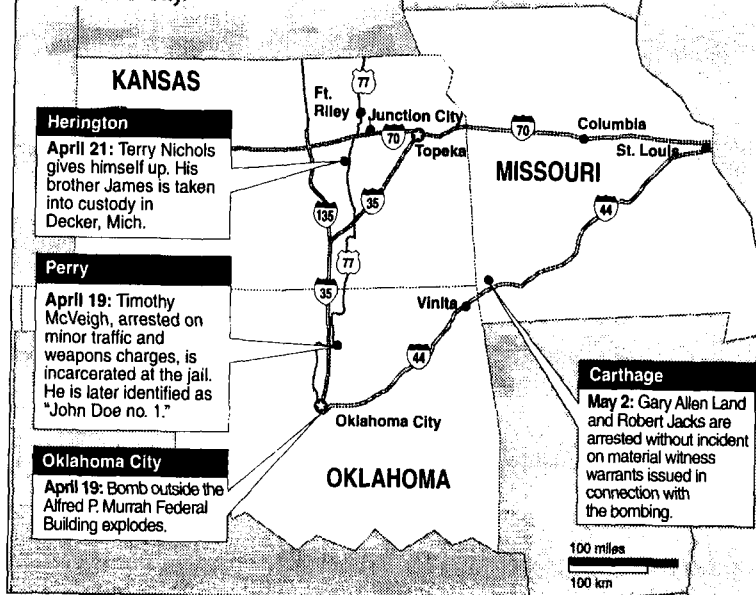 KANSAS
77
Ft.
Riley
Junction City
70
Topeka
70
Columbia
St. Louis
MISSOURI
Herington
April 21: Terry Nichols
gives himself up. His
brother James is taken
into custody in
Decker, Mich.
135
35
44
77
Perry
April 19: Timothy
McVeigh, arrested on
minor traffic and
weapons charges, is
incarcerated at the jail.
He is later identified as
"John Doe no. 1."
35
Vinita
44
Oklahoma City
OKLAHOMA
Oklahoma City
April 19: Bomb outside the
Alfred P. Murrah Federal
Building explodes.
Carthage
May 2: Gary Allen Land
and Robert Jacks are
arrested without incident
on material witness
warrants issued in
connection with
the bombing.
100 miles
100 km